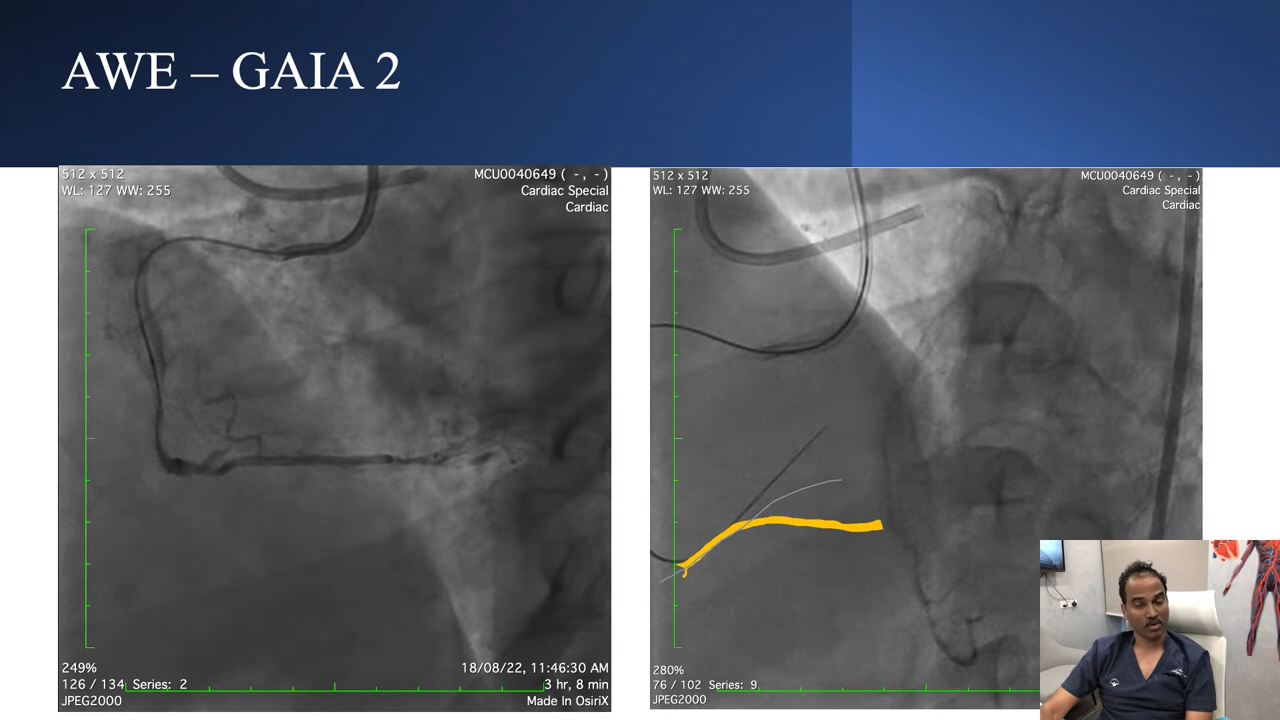 AWE – GAIA 2
512 x 512
WL: 127 WW: 255
MCU0040649 ( -, -)
Cardiac Special
Cardiac
249%
126 / 134 Series: 2
JPEG2000
18/08/22, 11:46:30 AM
3 hr, 8 min
Made In OsiriX
512 x 512
WL: 127 WW: 255
MCU0040649 ( -, -)
Cardiac Special
Cardiac
280%
76 / 102 Series: 9
JPEG2000